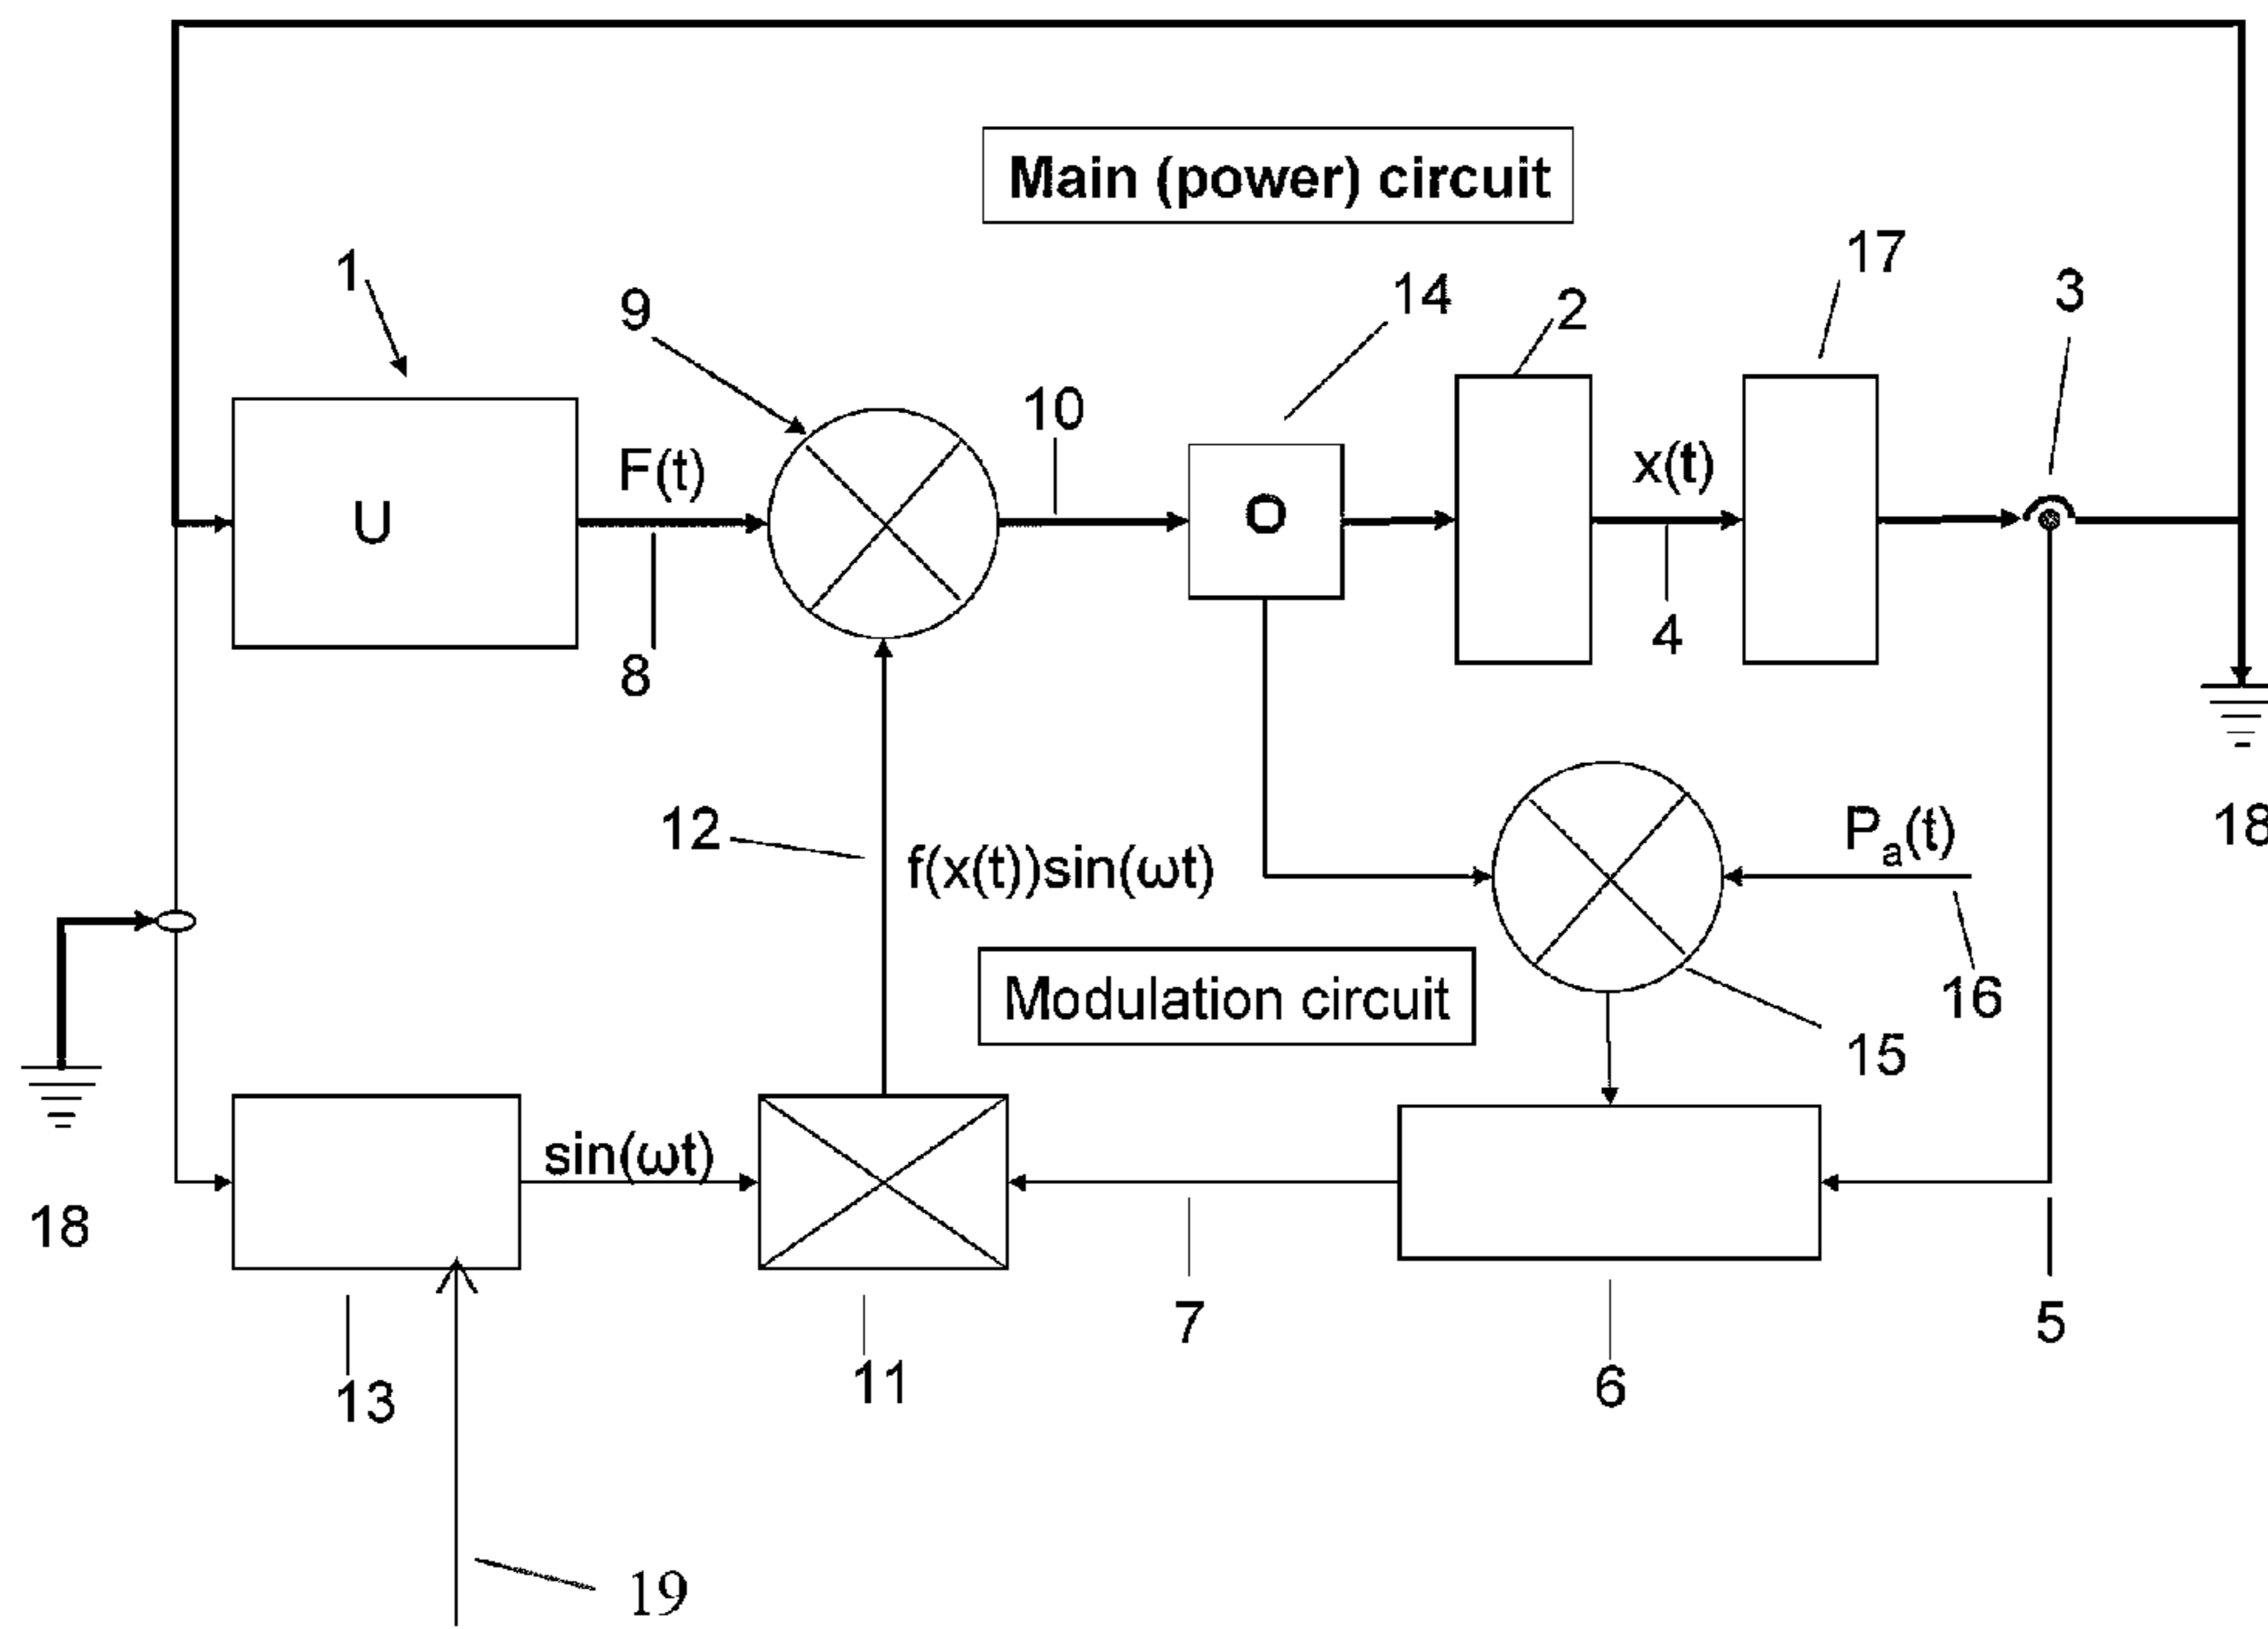 Main (power) circuit
17
1
3
14
9
2
10
F(t)
x(t)
U
O
4
8
18
12
P_a(t)
f(x(t))sin(ωt)
Modulation circuit
16
15
sin(ωt)
18
7
5
11
6
13
19